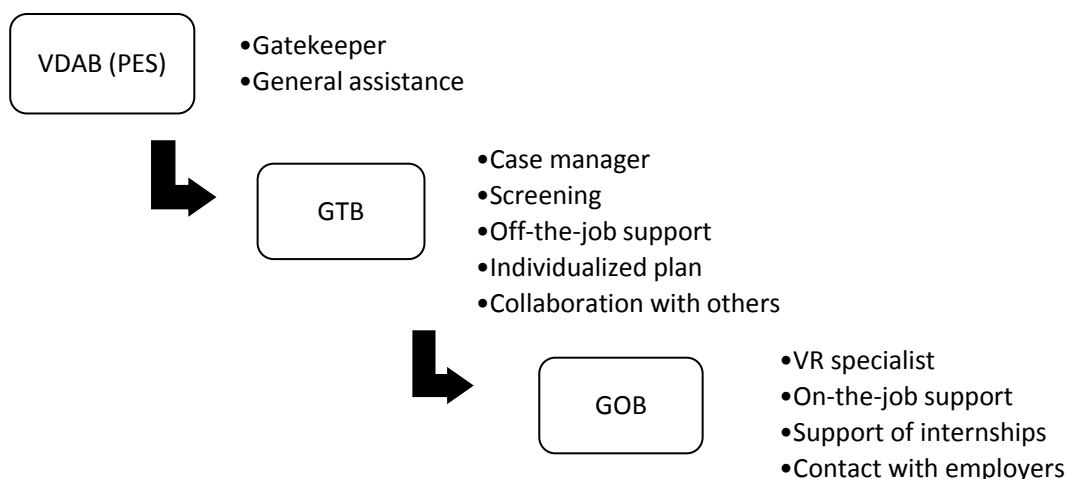 VDAB (PES)
•Gatekeeper
•General assistance
GTB
•Case manager
•Screening
•Off-the-job support
•Individualized plan
•Collaboration with others
GOB
•VR specialist
•On-the-job support
•Support of internships
•Contact with employers